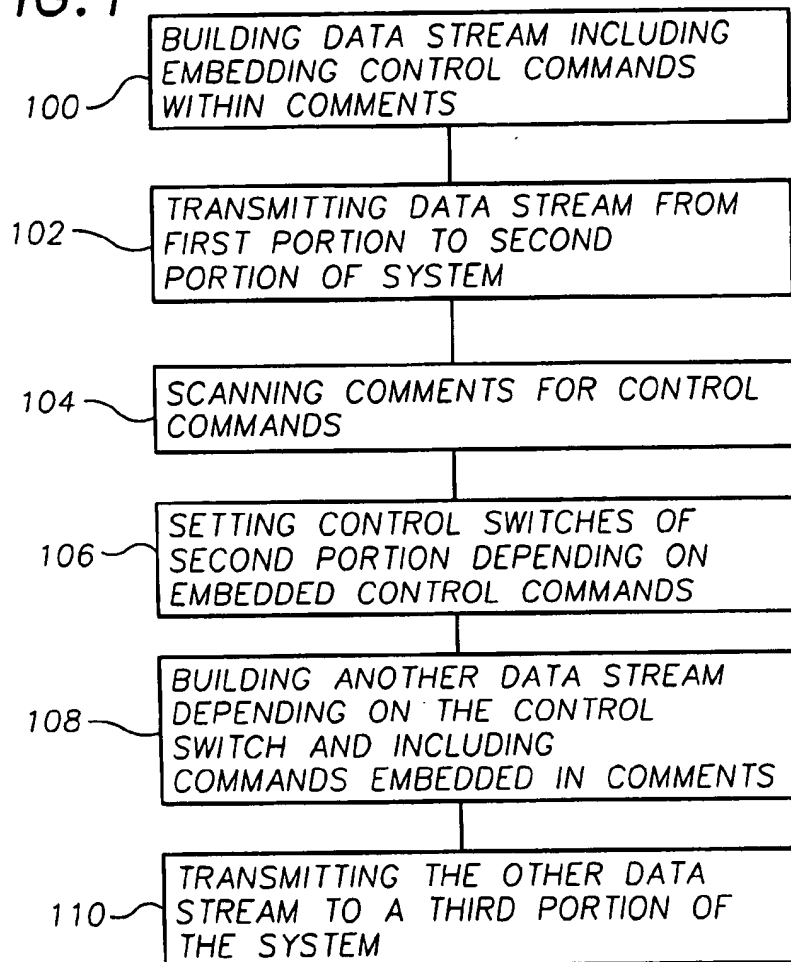 BUILDING DATA STREAM INCLUDING
EMBEDDING CONTROL COMMANDS
WITHIN COMMENTS
100
TRANSMITTING DATA STREAM FROM
FIRST PORTION TO SECOND
PORTION OF SYSTEM
102
SCANNING COMMENTS FOR CONTROL
COMMANDS
104
SETTING CONTROL SWITCHES OF
SECOND PORTION DEPENDING ON
EMBEDDED CONTROL COMMANDS
106
BUILDING ANOTHER DATA STREAM
DEPENDING ON THE CONTROL
SWITCH AND INCLUDING
COMMANDS EMBEDDED IN COMMENTS
108
TRANSMITTING THE OTHER DATA
STREAM TO A THIRD PORTION OF
THE SYSTEM
110